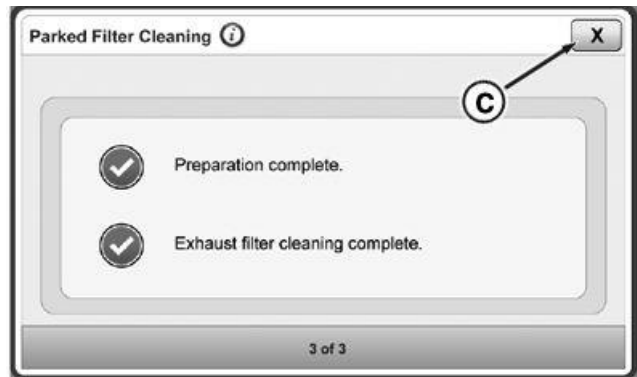 Parked Filter Cleaning i X
C
Preparation complete.
Exhaust filter cleaning complete.
3 of 3